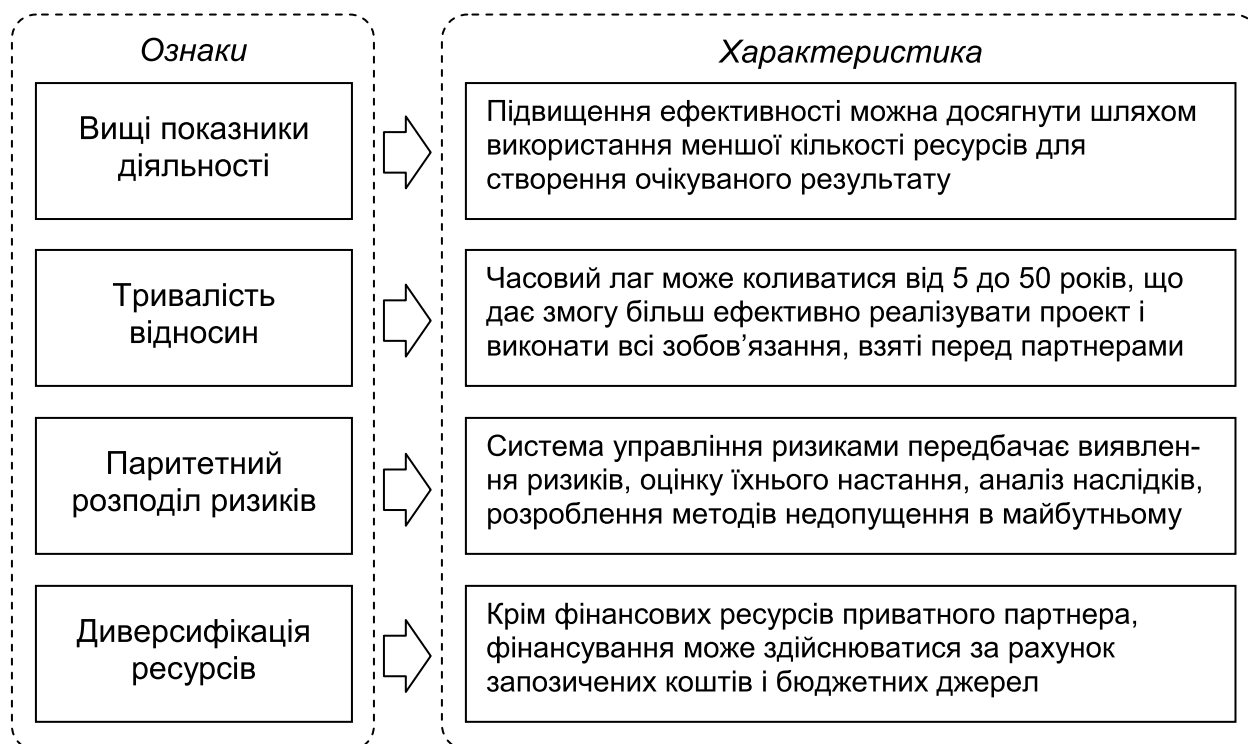 Ознаки
Характеристика
Вищі показники
діяльності
Підвищення ефективності можна досягнути шляхом
використання меншої кількості ресурсів для
створення очікуваного результату
Тривалість
відносин
Часовий лаг може коливатися від 5 до 50 років, що
дає змогу більш ефективно реалізувати проект і
виконати всі зобов’язання, взяті перед партнерами
Паритетний
розподіл ризиків
Система управління ризиками передбачає виявлен-
ня ризиків, оцінку їхнього настання, аналіз наслідків,
розроблення методів недопущення в майбутньому
Диверсифікація
ресурсів
Крім фінансових ресурсів приватного партнера,
фінансування може здійснюватися за рахунок
запозичених коштів і бюджетних джерел